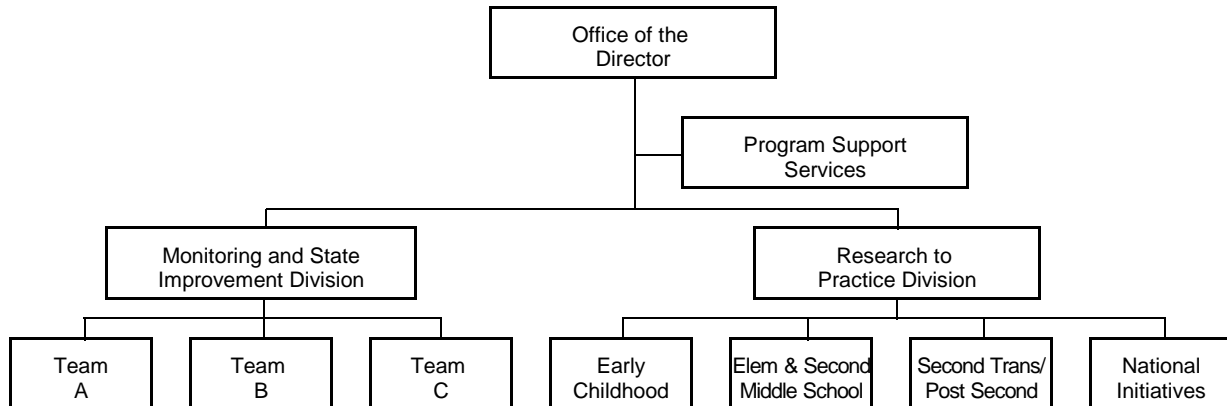 Office of the
Director
Program Support
Services
Monitoring and State
Improvement Division
Research to
Practice Division
Team
A
Team
B
Team
C
Early
Childhood
Elem & Second
Middle School
Second Trans/
Post Second
National
Initiatives